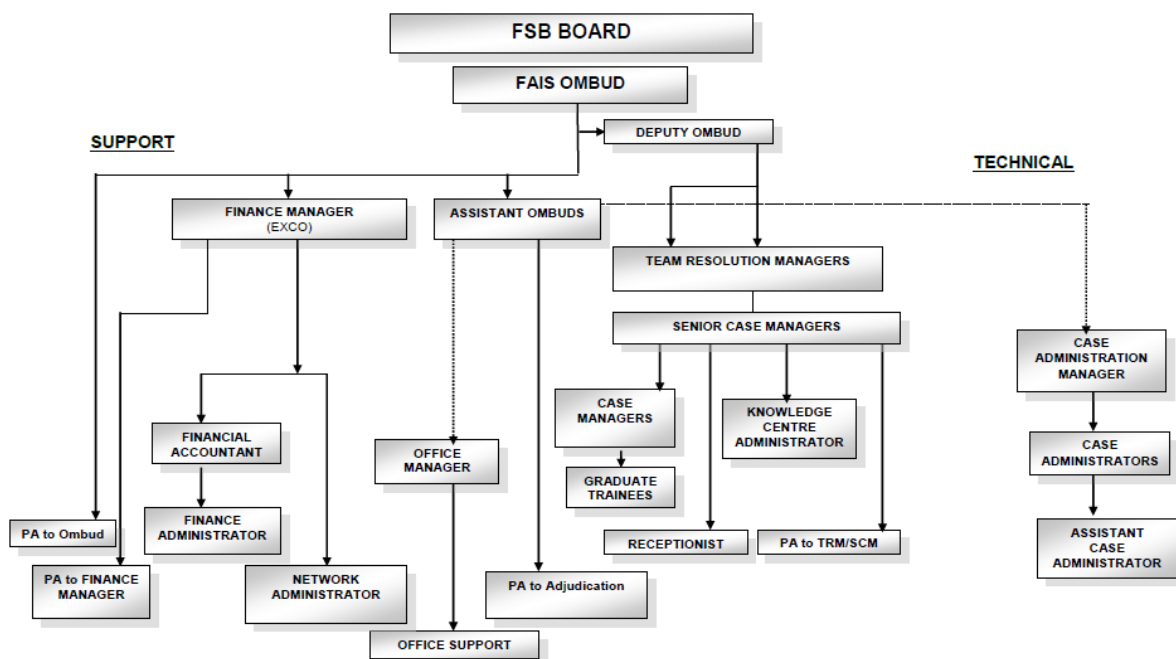 FSB BOARD
FAIS OMBUD
DEPUTY OMBUD
SUPPORT
TECHNICAL
FINANCE MANAGER
(EXCO)
ASSISTANT OMBUDS
TEAM RESOLUTION MANAGERS
SENIOR CASE MANAGERS
CASE
ADMINISTRATION
MANAGER
CASE
MANAGERS
KNOWLEDGE
CENTRE
ADMINISTRATOR
FINANCIAL
ACCOUNTANT
OFFICE
MANAGER
CASE
ADMINISTRATORS
GRADUATE
TRAINEES
PA to Ombud
FINANCE
ADMINISTRATOR
RECEPTIONIST
PA to TRM/SCM
ASSISTANT
CASE
ADMINISTRATOR
PA to FINANCE
MANAGER
NETWORK
ADMINISTRATOR
PA to Adjudication
OFFICE SUPPORT